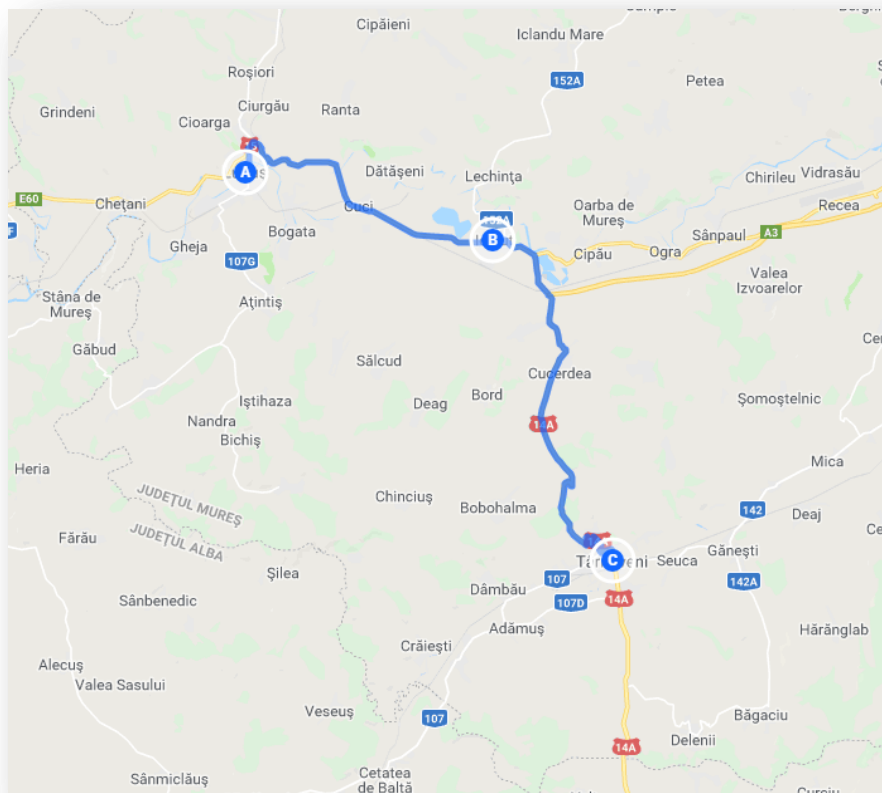 Cipăieni
Iclandu Mare
Roșiori
152A
Petea
Ciurgău
Grindeni
Ranta
Cioarga
A
Dătășeni
Lechința
Chirileu
Vidrasău
E60
Chețani
Cuci
Oarba de
Mureș
Recea
Sânpaul
A3
Bogata
B
Gheja
Cipău
Ogra
107G
Valea
Izvoarelor
Stâna de
Mureș
Ațintiș
Găbud
Sălcud
Cucerdea
Iștihaza
Deag
Bord
Șomoștelnic
Nandra
14A
Bichiș
Heria
Mica
JUDEȚUL MUREȘ
Chinciuș
Bobohalma
142
Deaj
JUDEȚUL ALBA
Fărău
Gănești
C
Seuca
Șilea
107
142A
Dâmbău
Sânbenedic
107D
14A
Adămuș
Hărănglab
Crăiești
Alecuș
Valea Sasului
Veseuș
107
Băgaciu
Delenii
14A
Sânmiclăuș
Cetatea
de Baltă